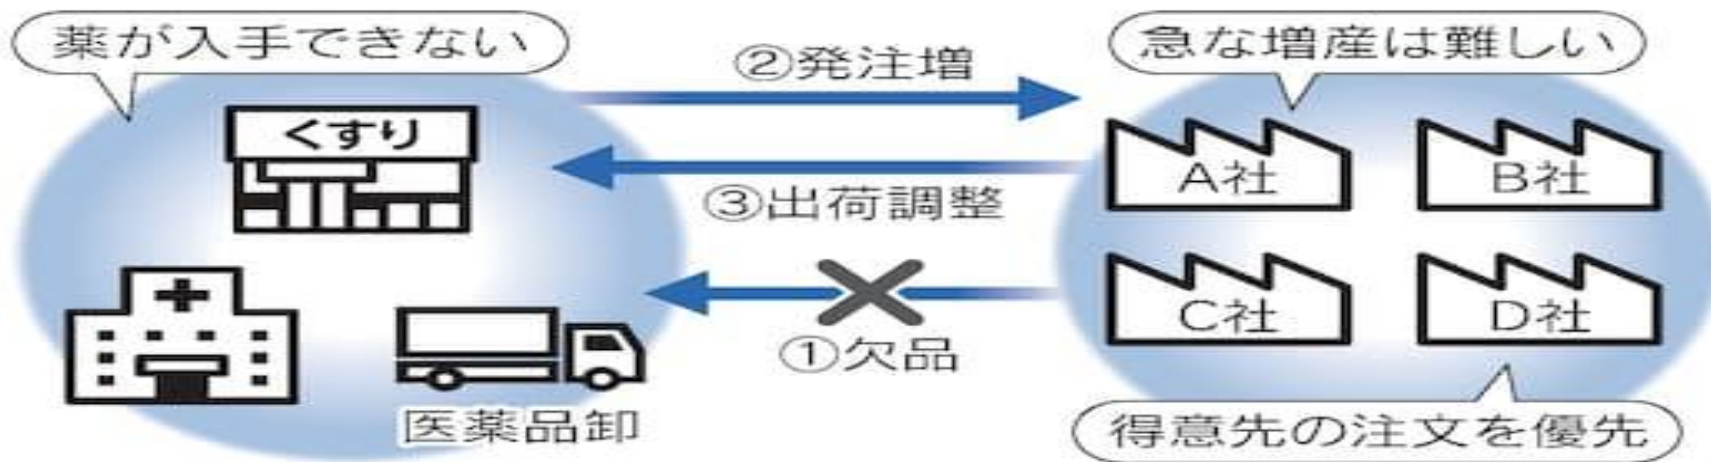 薬が入手できない
急な増産は難しい
②発注増
くすり
A社
B社
③出荷調整
C社
D社
①欠品
医薬品卸
得意先の注文を優先